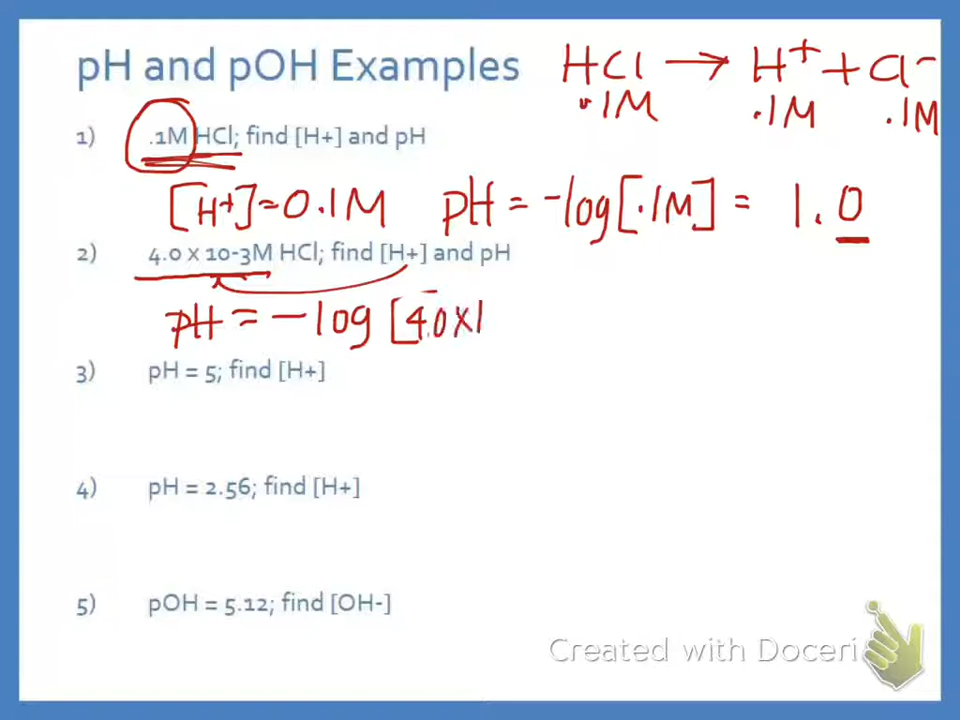 pH and pOH Examples
HCl → H+ + Cl-
.1M .1M .1M
1) .1M HCl; find [H+] and pH
[H+]=0.1M pH = -log[.1M] = 1.0
2) 4.0 x 10-3M HCl; find [H+] and pH
pH = -log [4.0x1
3) pH = 5; find [H+]
4) pH = 2.56; find [H+]
5) pOH = 5.12; find [OH-]
Created with Doceri